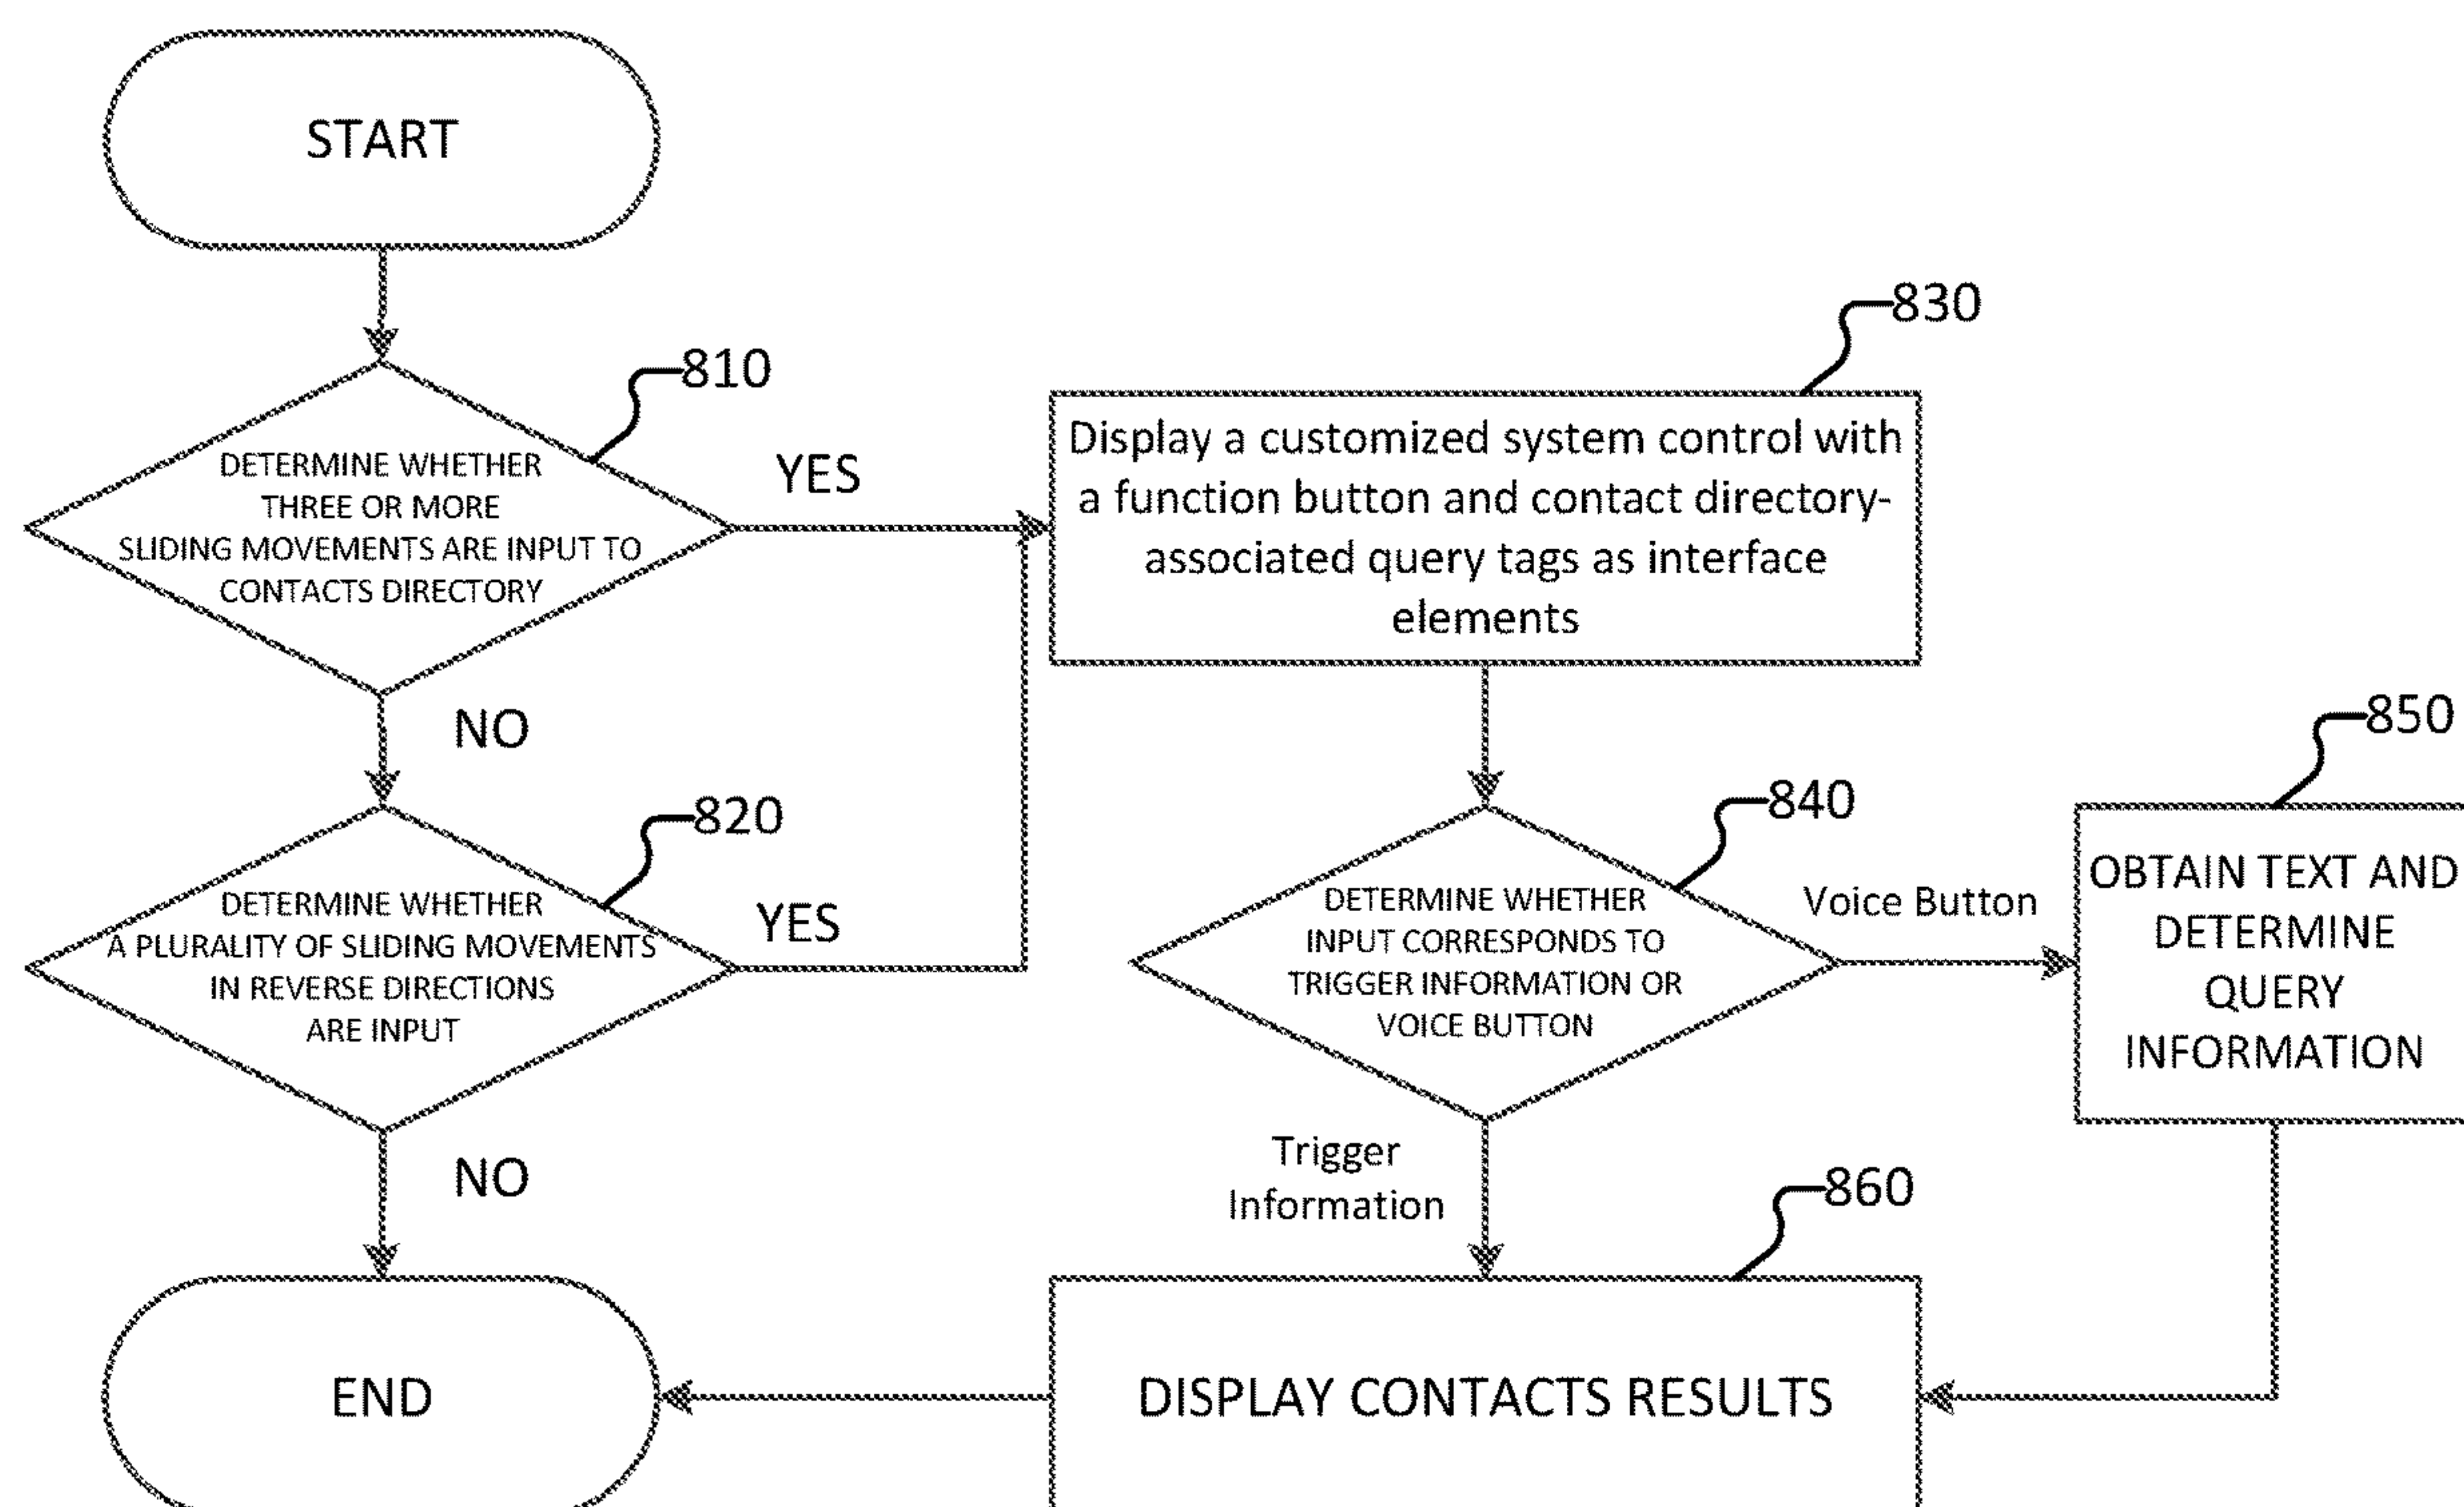 START
810
DETERMINE WHETHER
THREE OR MORE
SLIDING MOVEMENTS ARE INPUT TO
CONTACTS DIRECTORY
YES
NO
820
DETERMINE WHETHER
A PLURALITY OF SLIDING MOVEMENTS
IN REVERSE DIRECTIONS
ARE INPUT
YES
NO
830
Display a customized system control with
a function button and contact directory-
associated query tags as interface
elements
840
DETERMINE WHETHER
INPUT CORRESPONDS TO
TRIGGER INFORMATION OR
VOICE BUTTON
Voice Button
850
OBTAIN TEXT AND
DETERMINE
QUERY
INFORMATION
Trigger
Information
860
DISPLAY CONTACTS RESULTS
END